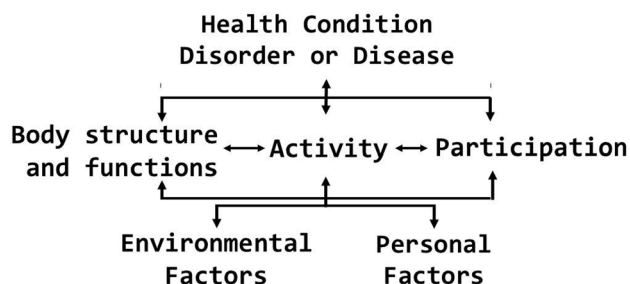 Health Condition
Disorder or Disease
Body structure
and functions
Activity
Participation
Environmental
Factors
Personal
Factors